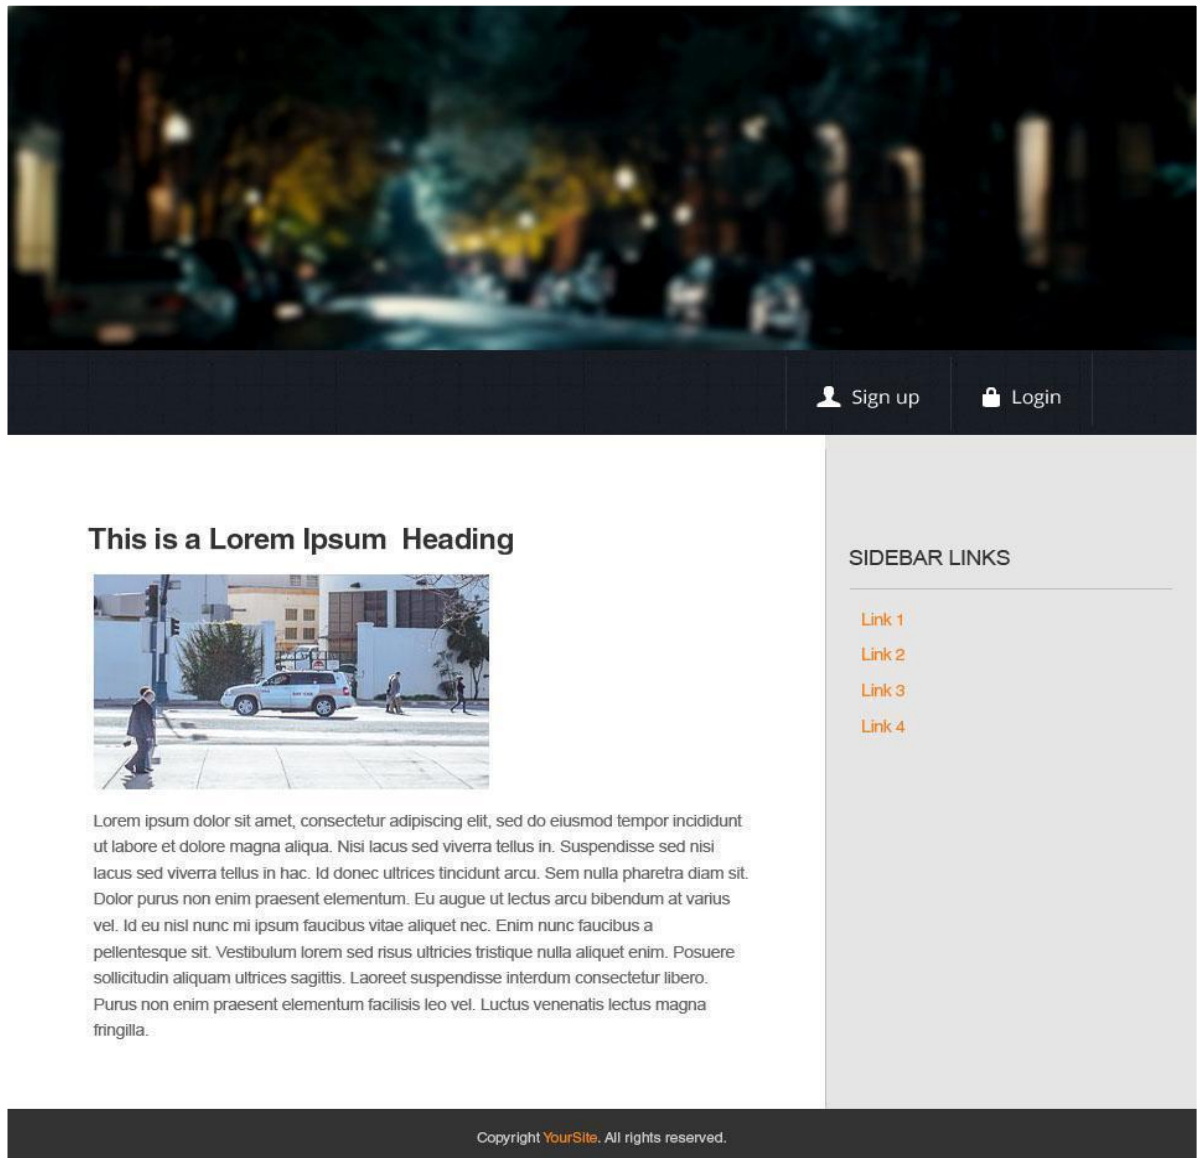 Sign up
Login
This is a Lorem Ipsum  Heading
SIDEBAR LINKS
Link 1
Link 2
Link 3
Link 4
Lorem ipsum dolor sit amet, consectetur adipiscing elit, sed do eiusmod tempor incididunt
ut labore et dolore magna aliqua. Nisi lacus sed viverra tellus in. Suspendisse sed nisi
lacus sed viverra tellus in hac. Id donec ultrices tincidunt arcu. Sem nulla pharetra diam sit.
Dolor purus non enim praesent elementum. Eu augue ut lectus arcu bibendum at varius
vel. Id eu nisl nunc mi ipsum faucibus vitae aliquet nec. Enim nunc faucibus a
pellentesque sit. Vestibulum lorem sed risus ultricies tristique nulla aliquet enim. Posuere
sollicitudin aliquam ultrices sagittis. Laoreet suspendisse interdum consectetur libero.
Purus non enim praesent elementum facilisis leo vel. Luctus venenatis lectus magna
fringilla.
Copyright YourSite. All rights reserved.